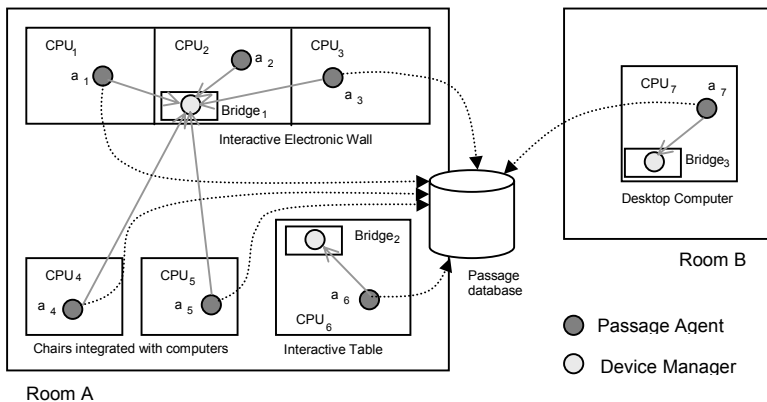 CPU1
CPU2
CPU3
a 1
a 2
a 3
Bridge1
Interactive Electronic Wall
CPU7
a 7
Bridge3
Desktop Computer
Room B
CPU4
a 4
CPU5
a 5
Chairs integrated with computers
Bridge2
a 6
CPU6
Interactive Table
Passage
database
Passage Agent
Device Manager
Room A